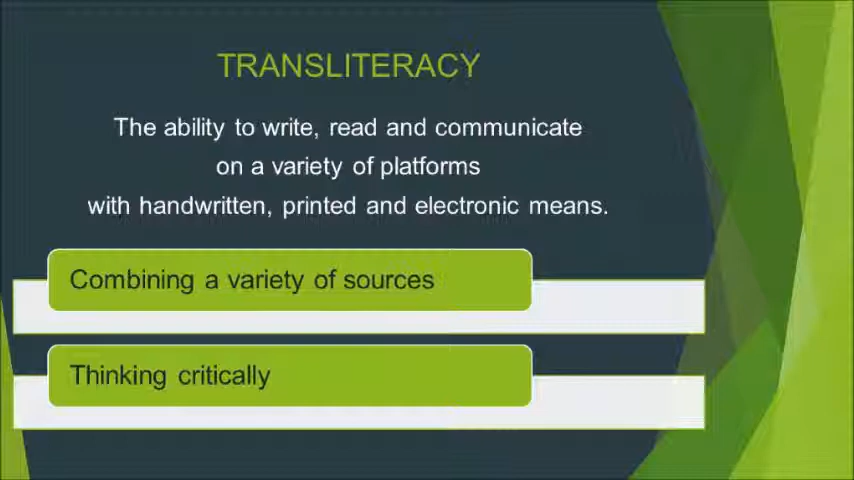 TRANSLITERACY
The ability to write, read and communicate
on a variety of platforms
with handwritten, printed and electronic means.
Combining a variety of sources
Thinking critically